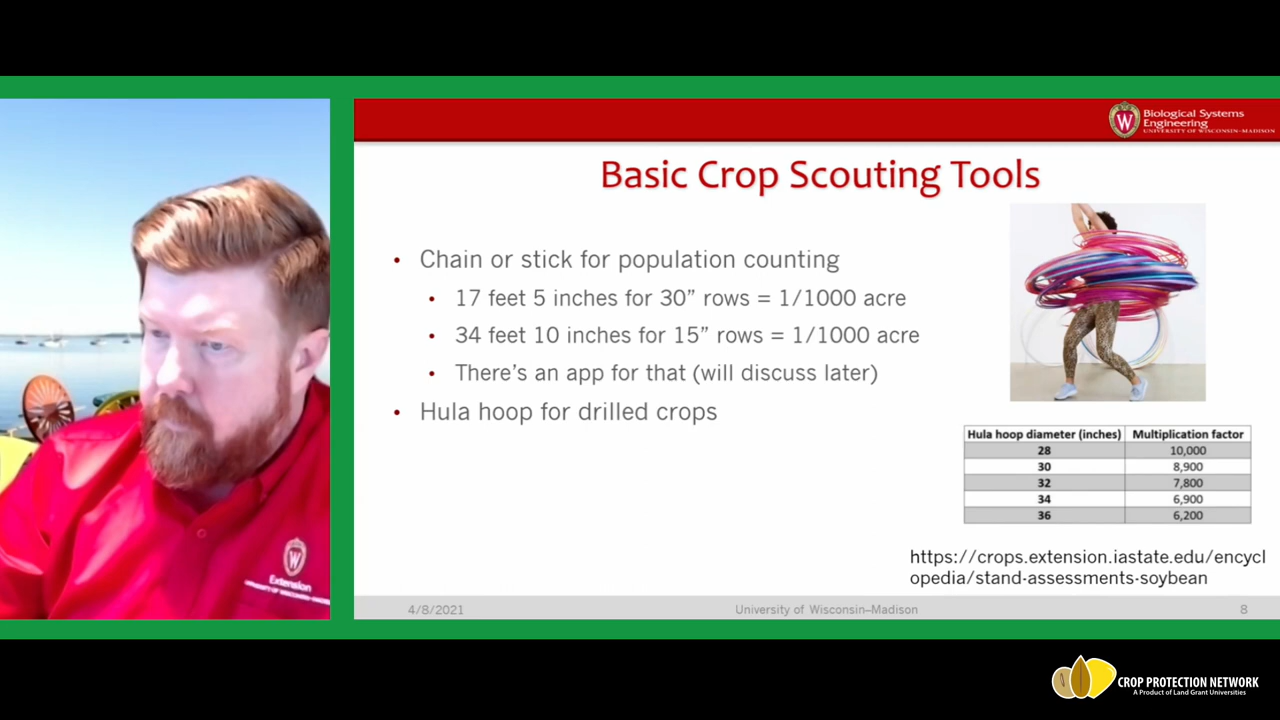 Biological Systems
Engineering
UNIVERSITY OF WISCONSIN–MADISON
Basic Crop Scouting Tools
• Chain or stick for population counting
• 17 feet 5 inches for 30” rows = 1/1000 acre
• 34 feet 10 inches for 15” rows = 1/1000 acre
• There’s an app for that (will discuss later)
• Hula hoop for drilled crops
Hula hoop diameter (inches) Multiplication factor
28 10,000
30 8,900
32 7,800
34 6,900
36 6,200
https://crops.extension.iastate.edu/encycl
opedia/stand-assessments-soybean
4/8/2021 University of Wisconsin–Madison 8
W
Extension
CROP PROTECTION NETWORK
A Product of Land Grant Universities